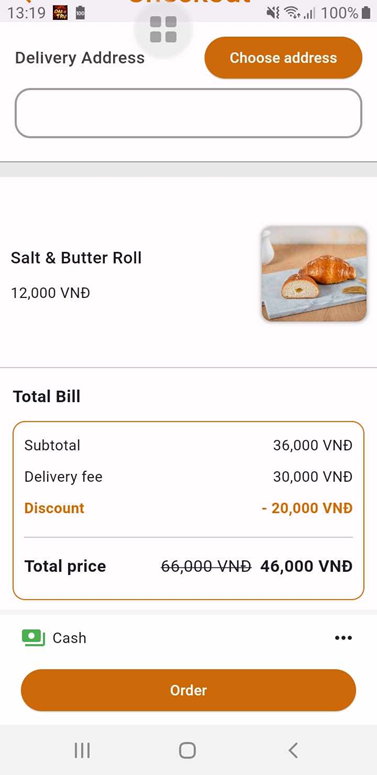 Checkout
13:19 100%
Delivery Address Choose address
Salt & Butter Roll
12,000 VNĐ
Total Bill
Subtotal 36,000 VNĐ
Delivery fee 30,000 VNĐ
Discount - 20,000 VNĐ
Total price 66,000 VNĐ 46,000 VNĐ
Cash
Order